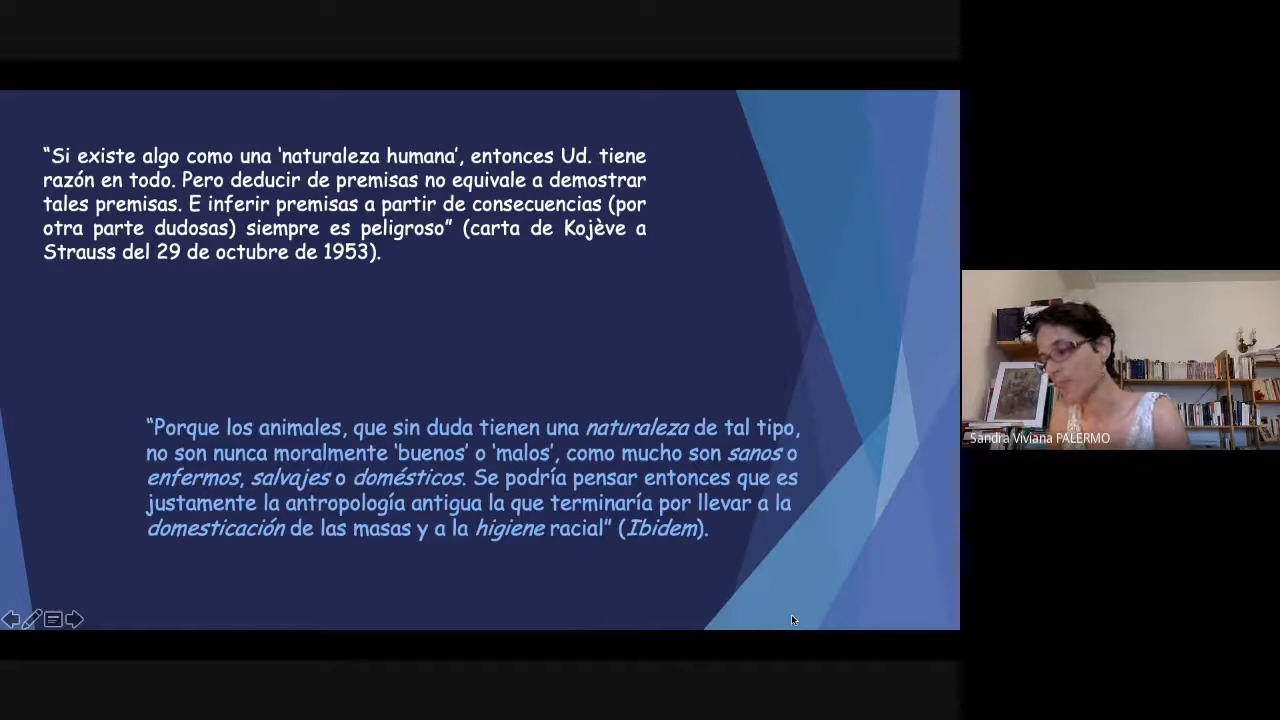 “Si existe algo como una ‘naturaleza humana’, entonces Ud. tiene
razón en todo. Pero deducir de premisas no equivale a demostrar
tales premisas. E inferir premisas a partir de consecuencias (por
otra parte dudosas) siempre es peligroso” (carta de Kojève a
Strauss del 29 de octubre de 1953).
“Porque los animales, que sin duda tienen una naturaleza de tal tipo,
no son nunca moralmente ‘buenos’ o ‘malos’, como mucho son sanos o
enfermos, salvajes o domésticos. Se podría pensar entonces que es
justamente la antropología antigua la que terminaría por llevar a la
domesticación de las masas y a la higiene racial” (Ibidem).
Sandra Viviana PALERMO